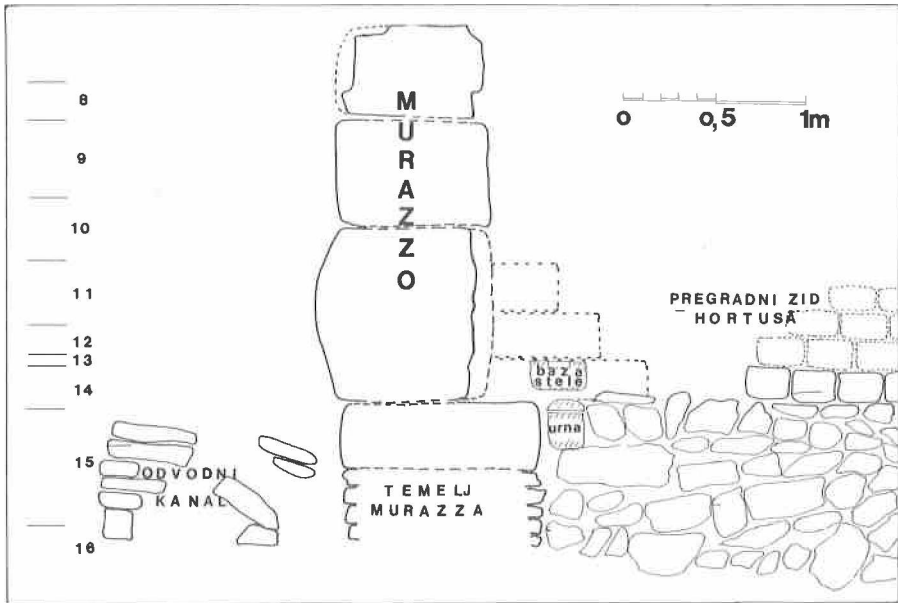 8
9
10
11
12
13
14
15
16
MURAZZO
0 0,5 1m
PREGRADNI ZID
HORTUSA
baza
stele
urna
ODVODNI
KANAL
TEMELJ
MURAZZA